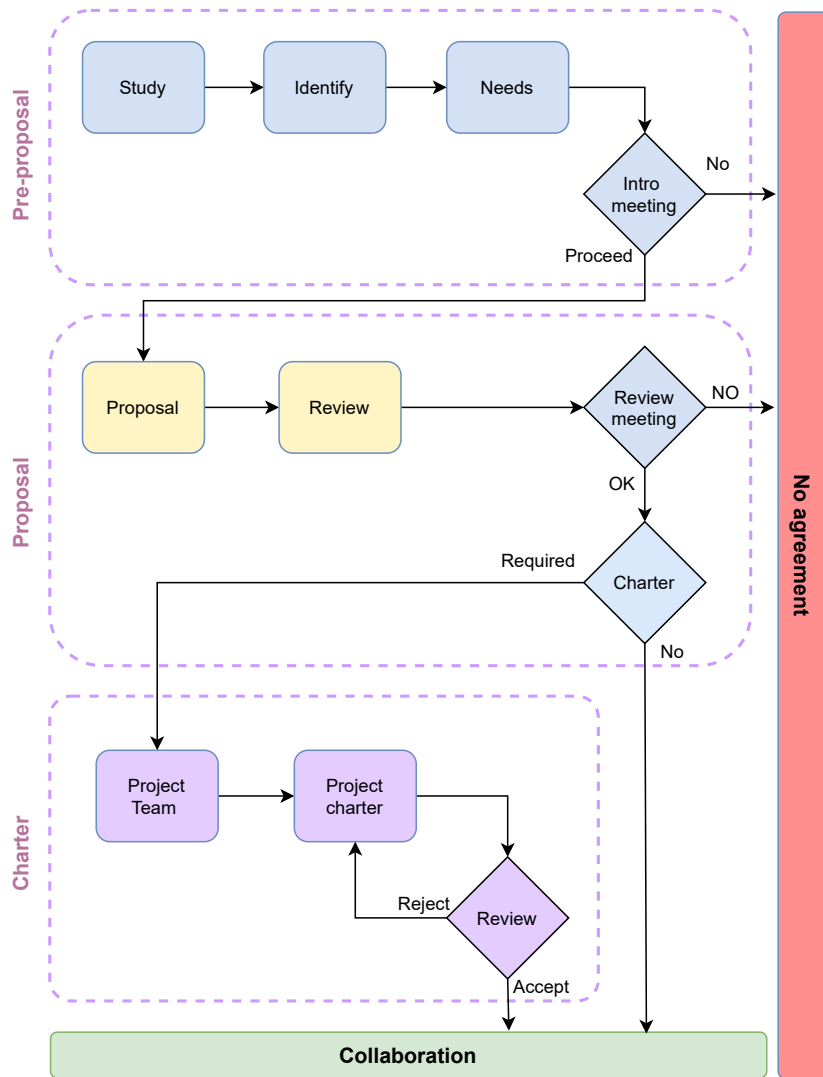 Pre-proposal
Study
Identify
Needs
Intro
meeting
No
Proceed
Proposal
Proposal
Review
Review
meeting
NO
OK
Charter
Required
No
No agreement
Charter
Project
Team
Project
charter
Review
Reject
Accept
Collaboration